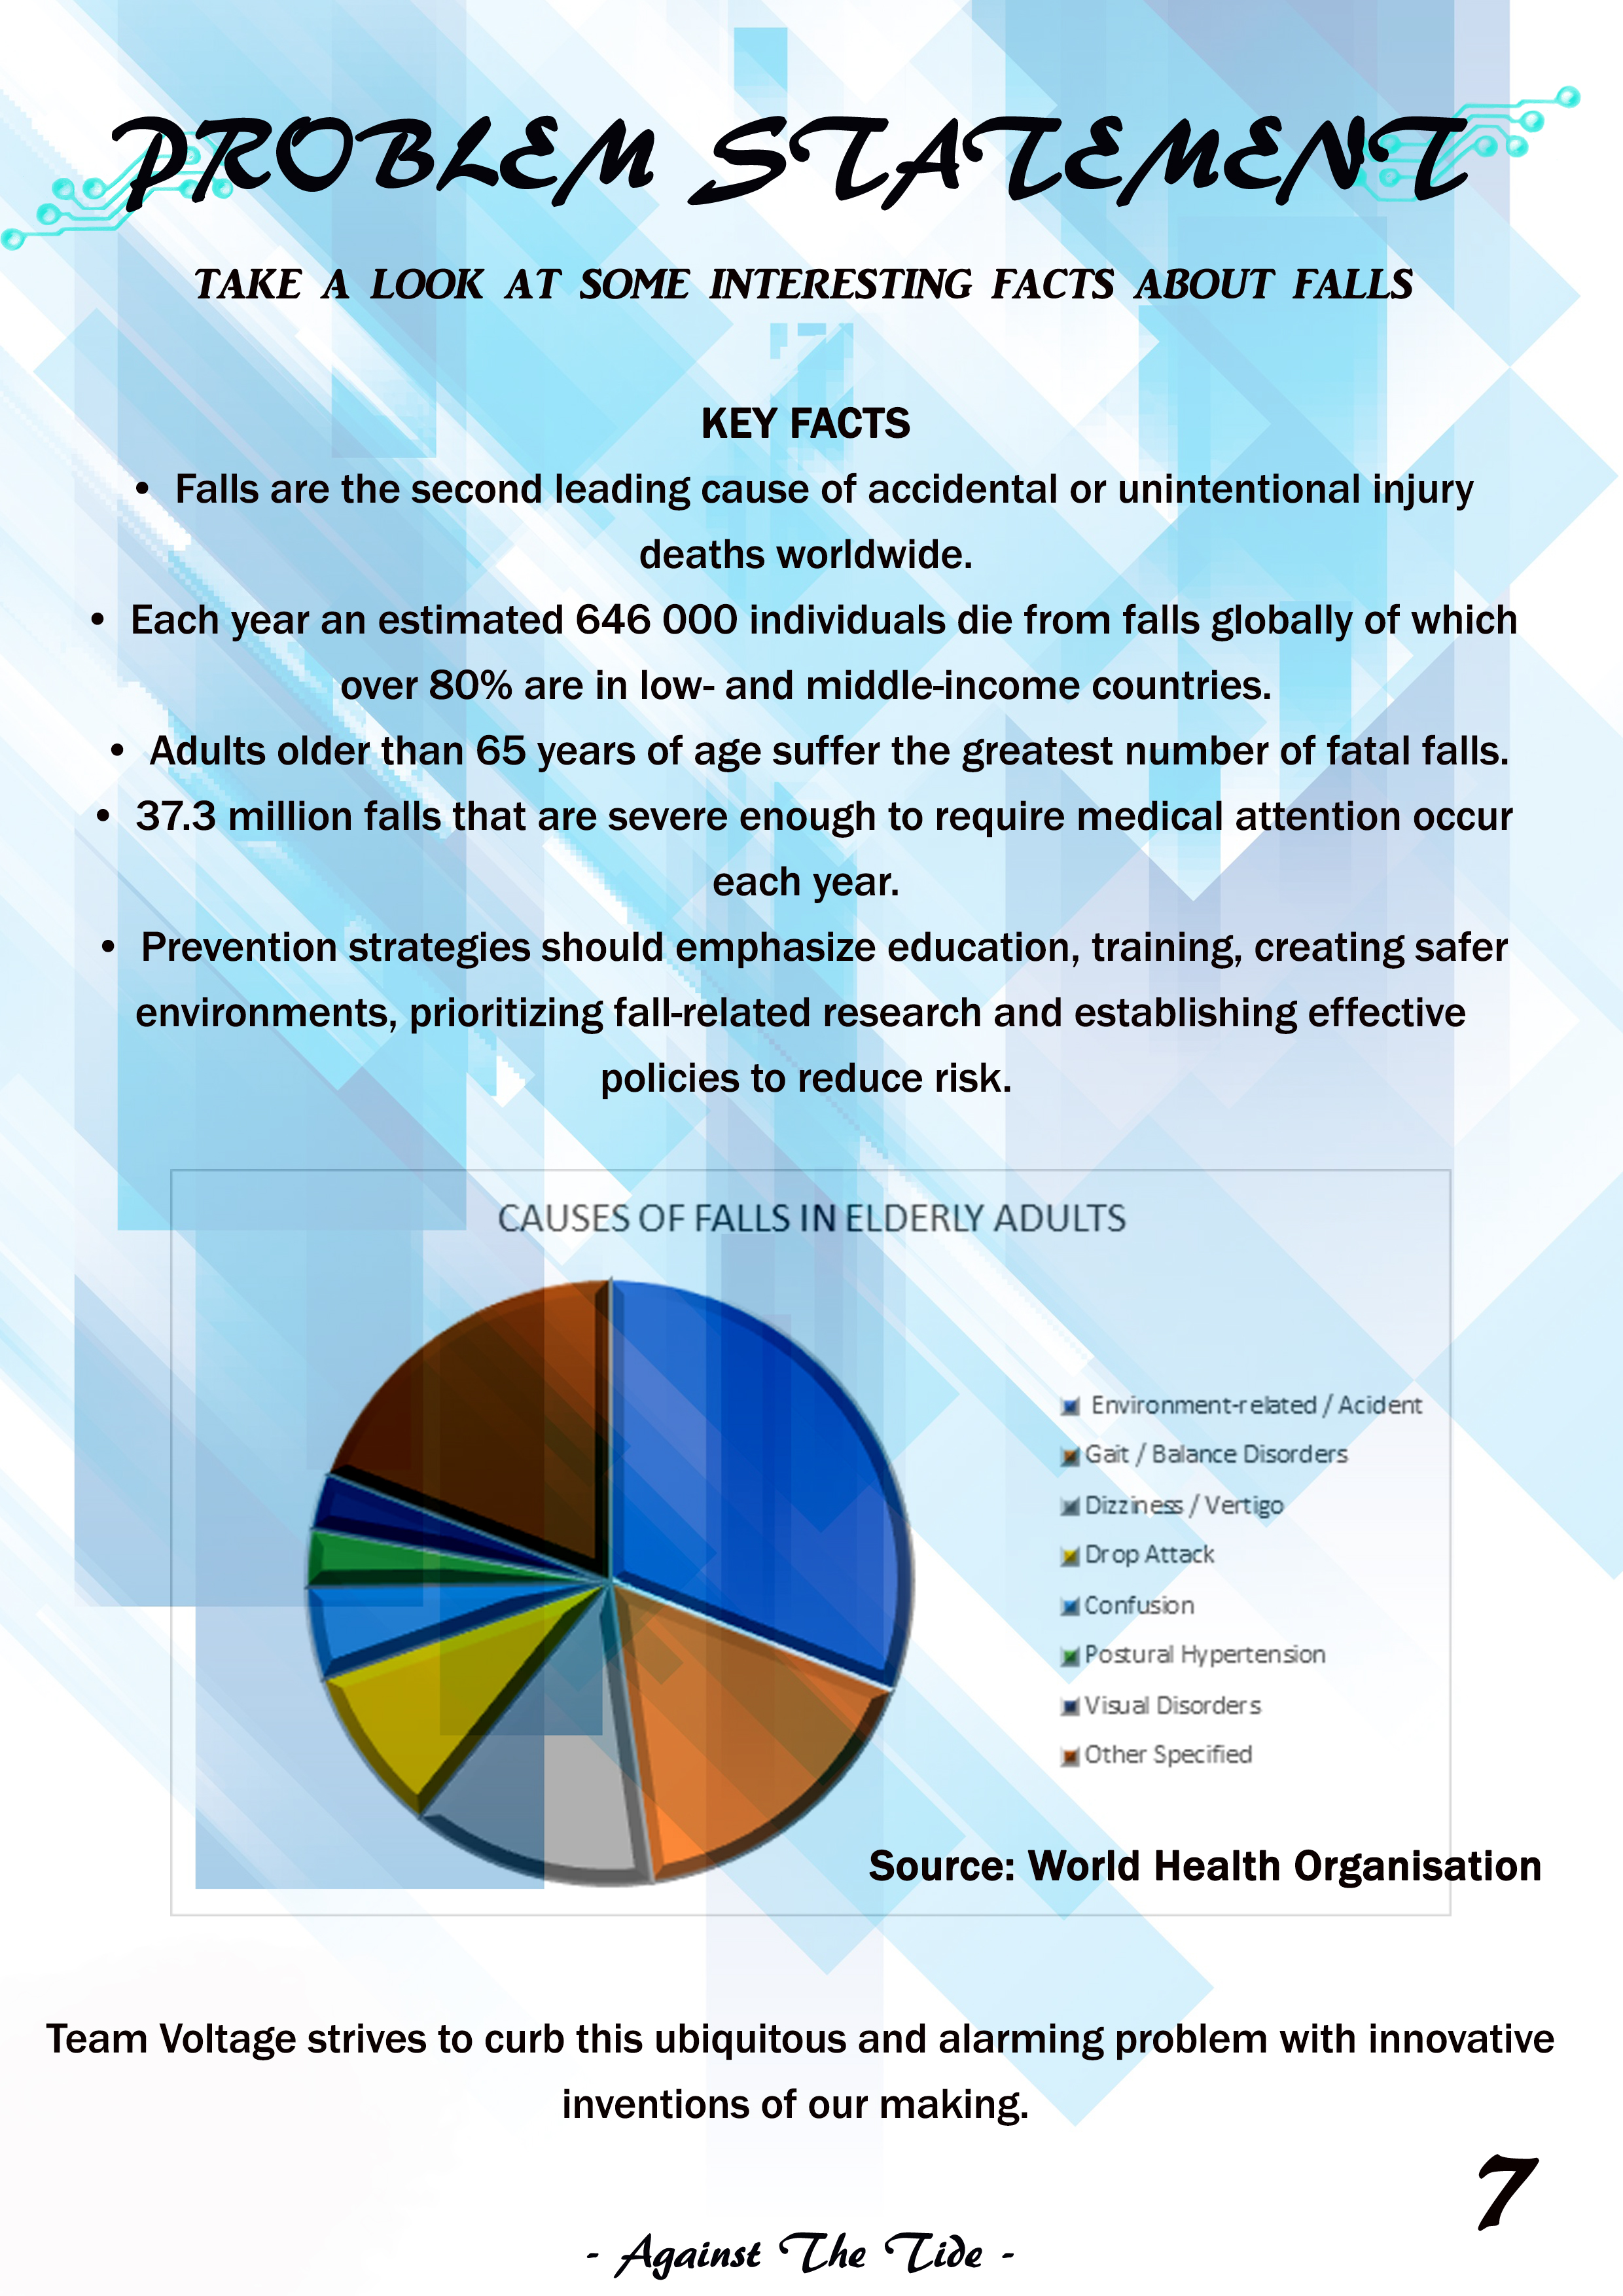 PROBLEM STATEMENT
TAKE A LOOK AT SOME INTERESTING FACTS ABOUT FALLS
KEY FACTS
• Falls are the second leading cause of accidental or unintentional injury
deaths worldwide.
• Each year an estimated 646 000 individuals die from falls globally of which
over 80% are in low- and middle-income countries.
• Adults older than 65 years of age suffer the greatest number of fatal falls.
• 37.3 million falls that are severe enough to require medical attention occur
each year.
• Prevention strategies should emphasize education, training, creating safer
environments, prioritizing fall-related research and establishing effective
policies to reduce risk.
CAUSES OF FALLS IN ELDERLY ADULTS
Environment-related / Acident
Gait / Balance Disorders
Dizziness / Vertigo
Drop Attack
Confusion
Postural Hypertension
Visual Disorders
Other Specified
Source: World Health Organisation
Team Voltage strives to curb this ubiquitous and alarming problem with innovative
inventions of our making.
7
- Against The Tide -